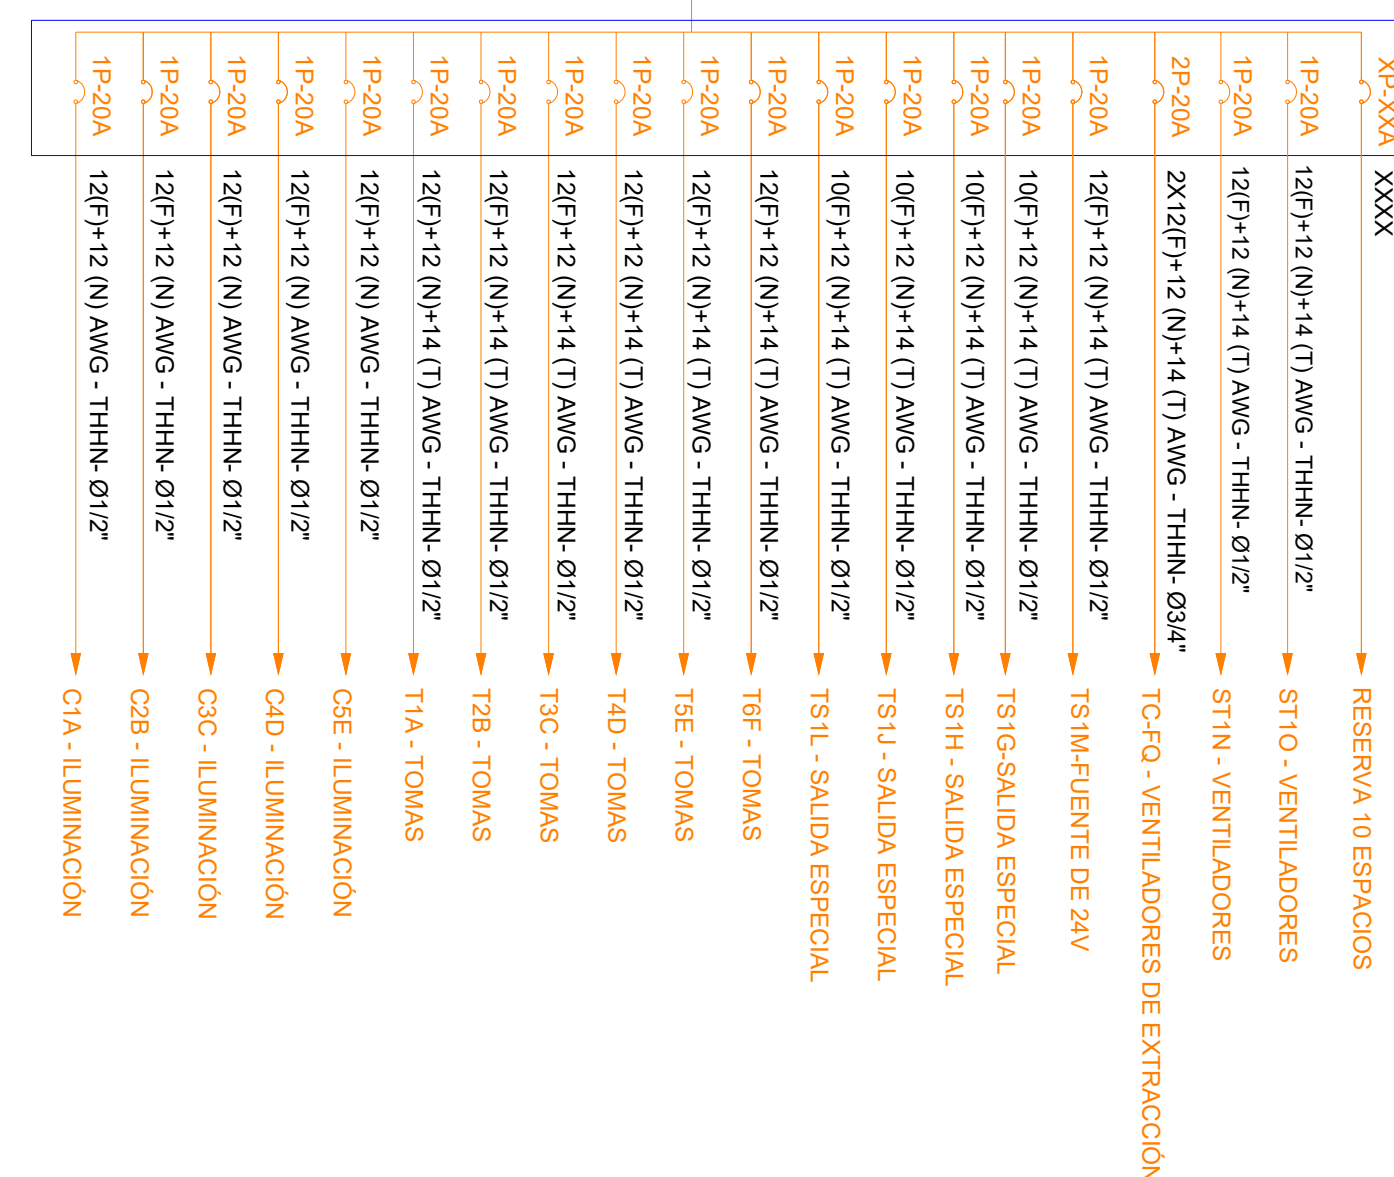 XP-XXA
XXXX
RESERVA 10 ESPACIOS
1P-20A
12(F)+12 (N)+14 (T) AWG - THHN- Ø1/2"
ST1O - VENTILADORES
1P-20A
12(F)+12 (N)+14 (T) AWG - THHN- Ø1/2"
ST1N - VENTILADORES
2P-20A
2X12(F)+12 (N)+14 (T) AWG - THHN- Ø3/4"
TC-FQ - VENTILADORES DE EXTRACCIÓN
1P-20A
12(F)+12 (N)+14 (T) AWG - THHN- Ø1/2"
TS1M-FUENTE DE 24V
1P-20A
10(F)+12 (N)+14 (T) AWG - THHN- Ø1/2"
TS1G-SALIDA ESPECIAL
1P-20A
10(F)+12 (N)+14 (T) AWG - THHN- Ø1/2"
TS1H - SALIDA ESPECIAL
1P-20A
10(F)+12 (N)+14 (T) AWG - THHN- Ø1/2"
TS1J - SALIDA ESPECIAL
1P-20A
10(F)+12 (N)+14 (T) AWG - THHN- Ø1/2"
TS1L - SALIDA ESPECIAL
1P-20A
12(F)+12 (N)+14 (T) AWG - THHN- Ø1/2"
T6F - TOMAS
1P-20A
12(F)+12 (N)+14 (T) AWG - THHN- Ø1/2"
T5E - TOMAS
1P-20A
12(F)+12 (N)+14 (T) AWG - THHN- Ø1/2"
T4D - TOMAS
1P-20A
12(F)+12 (N)+14 (T) AWG - THHN- Ø1/2"
T3C - TOMAS
1P-20A
12(F)+12 (N)+14 (T) AWG - THHN- Ø1/2"
T2B - TOMAS
1P-20A
12(F)+12 (N)+14 (T) AWG - THHN- Ø1/2"
T1A - TOMAS
1P-20A
12(F)+12 (N) AWG - THHN- Ø1/2"
C5E - ILUMINACIÓN
1P-20A
12(F)+12 (N) AWG - THHN- Ø1/2"
C4D - ILUMINACIÓN
1P-20A
12(F)+12 (N) AWG - THHN- Ø1/2"
C3C - ILUMINACIÓN
1P-20A
12(F)+12 (N) AWG - THHN- Ø1/2"
C2B - ILUMINACIÓN
1P-20A
12(F)+12 (N) AWG - THHN- Ø1/2"
C1A - ILUMINACIÓN